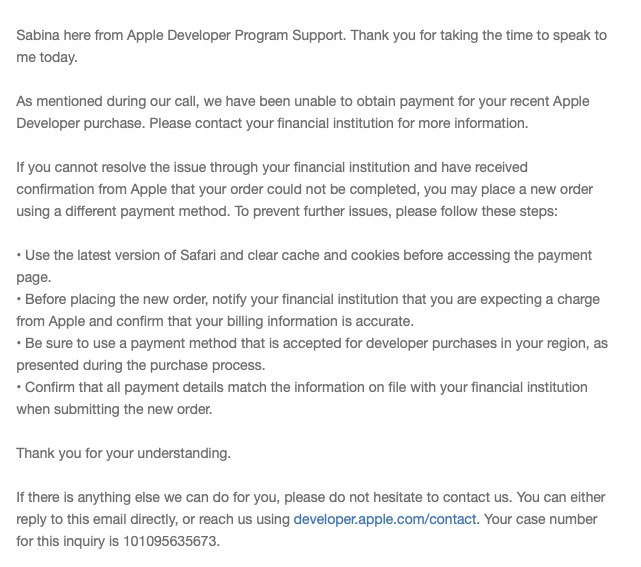 Sabina here from Apple Developer Program Support. Thank you for taking the time to speak to
me today.
As mentioned during our call, we have been unable to obtain payment for your recent Apple
Developer purchase. Please contact your financial institution for more information.
If you cannot resolve the issue through your financial institution and have received
confirmation from Apple that your order could not be completed, you may place a new order
using a different payment method. To prevent further issues, please follow these steps:
• Use the latest version of Safari and clear cache and cookies before accessing the payment
page.
• Before placing the new order, notify your financial institution that you are expecting a charge
from Apple and confirm that your billing information is accurate.
• Be sure to use a payment method that is accepted for developer purchases in your region, as
presented during the purchase process.
• Confirm that all payment details match the information on file with your financial institution
when submitting the new order.
Thank you for your understanding.
If there is anything else we can do for you, please do not hesitate to contact us. You can either
reply to this email directly, or reach us using developer.apple.com/contact. Your case number
for this inquiry is 101095635673.